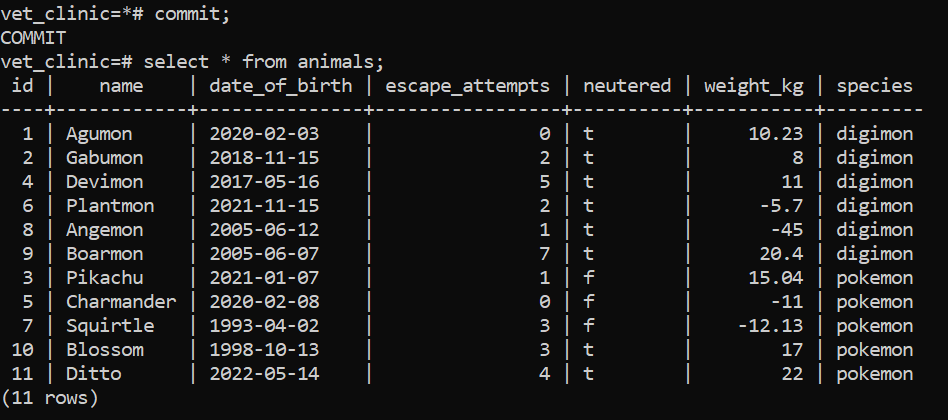 vet_clinic=*# commit;
COMMIT
vet_clinic=# select * from animals;
 id |    name    | date_of_birth | escape_attempts | neutered | weight_kg | species
----+------------+---------------+-----------------+----------+-----------+---------
  1 | Agumon     | 2020-02-03    |               0 | t        |     10.23 | digimon
  2 | Gabumon    | 2018-11-15    |               2 | t        |         8 | digimon
  4 | Devimon    | 2017-05-16    |               5 | t        |        11 | digimon
  6 | Plantmon   | 2021-11-15    |               2 | t        |      -5.7 | digimon
  8 | Angemon    | 2005-06-12    |               1 | t        |       -45 | digimon
  9 | Boarmon    | 2005-06-07    |               7 | t        |      20.4 | digimon
  3 | Pikachu    | 2021-01-07    |               1 | f        |     15.04 | pokemon
  5 | Charmander | 2020-02-08    |               0 | f        |       -11 | pokemon
  7 | Squirtle   | 1993-04-02    |               3 | f        |    -12.13 | pokemon
 10 | Blossom    | 1998-10-13    |               3 | t        |        17 | pokemon
 11 | Ditto      | 2022-05-14    |               4 | t        |        22 | pokemon
(11 rows)